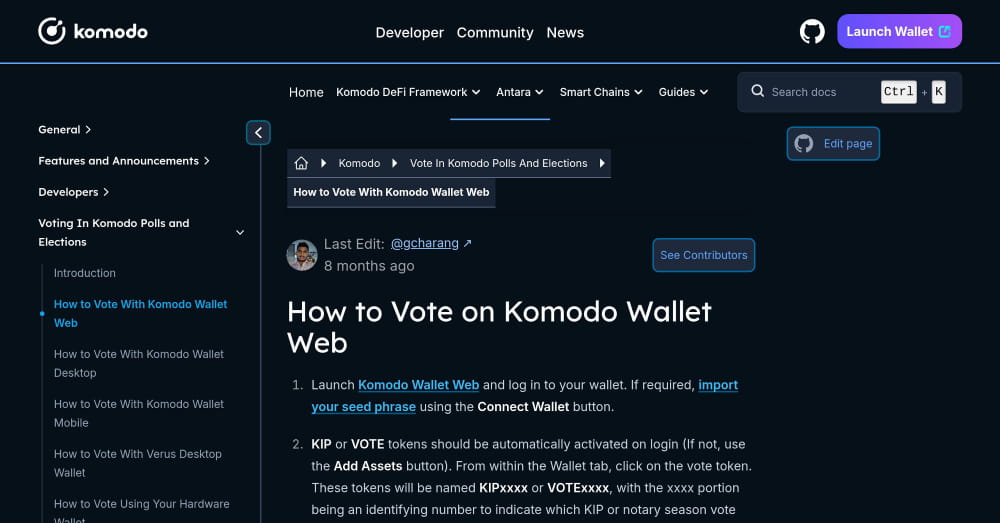 komodo
Developer Community News
Launch Wallet
Home Komodo DeFi Framework Antara Smart Chains Guides
Search docs Ctrl + K
General
Features and Announcements
Developers
Voting In Komodo Polls and
Elections
Introduction
How to Vote With Komodo Wallet
Web
How to Vote With Komodo Wallet
Desktop
How to Vote With Komodo Wallet
Mobile
How to Vote With Verus Desktop
Wallet
How to Vote Using Your Hardware
Wallet
Komodo Vote In Komodo Polls And Elections
How to Vote With Komodo Wallet Web
Edit page
Last Edit: @gcharang ↗
8 months ago
See Contributors
How to Vote on Komodo Wallet
Web
1. Launch Komodo Wallet Web and log in to your wallet. If required, import
your seed phrase using the Connect Wallet button.
2. KIP or VOTE tokens should be automatically activated on login (If not, use
the Add Assets button). From within the Wallet tab, click on the vote token.
These tokens will be named KIPxxxx or VOTExxxx, with the xxxx portion
being an identifying number to indicate which KIP or notary season vote